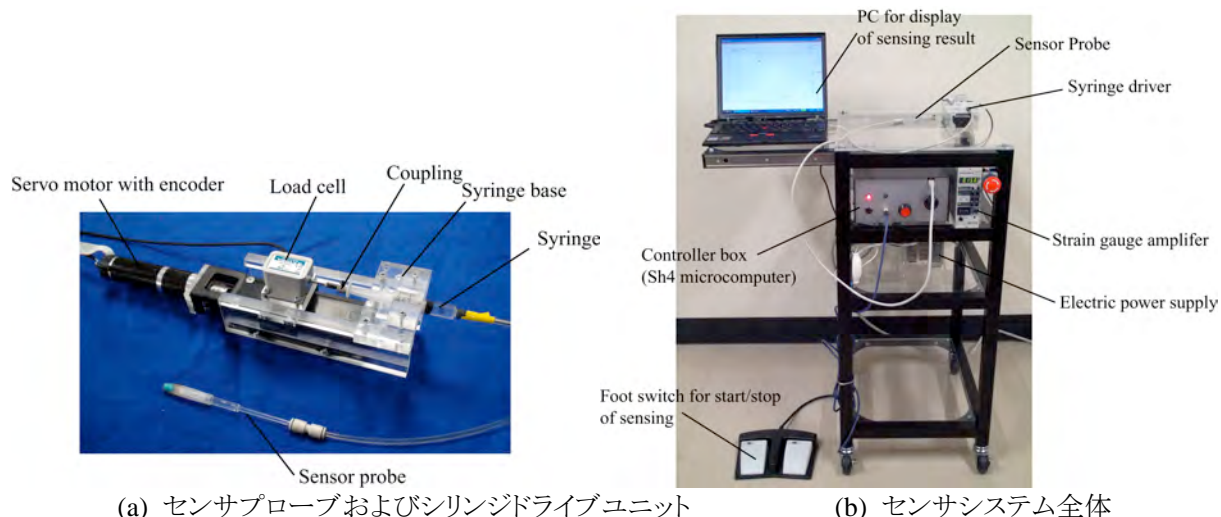 Servo motor with encoder
Load cell
Coupling
Syringe base
Syringe
Sensor probe
(a) センサプローブおよびシリンジドライブユニット
PC for display
of sensing result
Sensor Probe
Syringe driver
Controller box
(Sh4 microcomputer)
Strain gauge amplifer
Electric power supply
Foot switch for start/stop
of sensing
(b) センサシステム全体